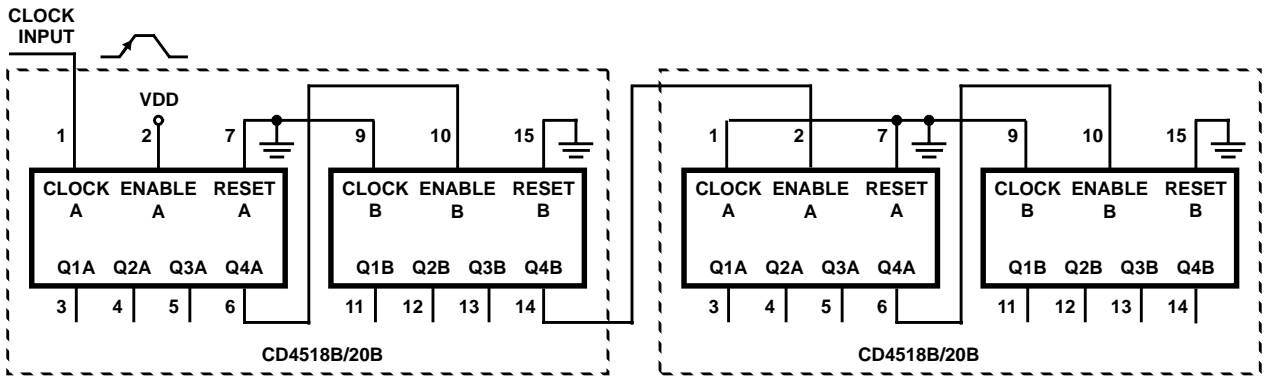 CLOCK
INPUT
VDD
1 2 7 9 10 15 1 2 7 9 10 15
CLOCK ENABLE RESET CLOCK ENABLE RESET CLOCK ENABLE RESET CLOCK ENABLE RESET
A A A B B B A A A B B B
Q1A Q2A Q3A Q4A Q1B Q2B Q3B Q4B Q1A Q2A Q3A Q4A Q1B Q2B Q3B Q4B
3 4 5 6 11 12 13 14 3 4 5 6 11 12 13 14
CD4518B/20B CD4518B/20B